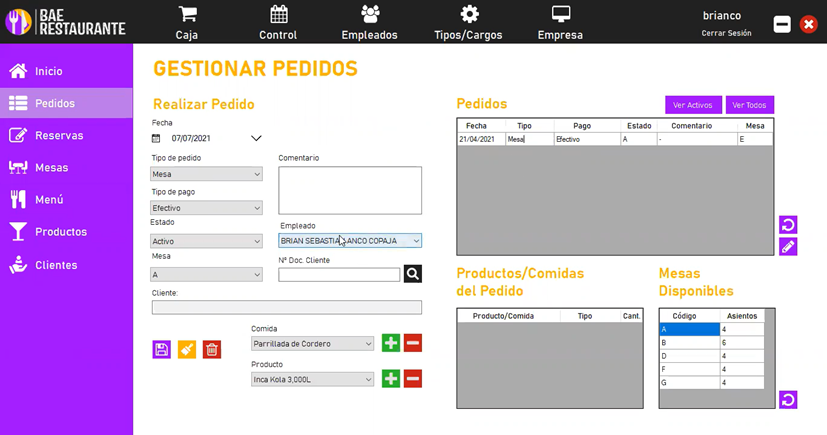 BAE
RESTAURANTE
Caja
Control
Empleados
Tipos/Cargos
Empresa
brianco
Cerrar Sesión
Inicio
Pedidos
Reservas
Mesas
Menú
Productos
Clientes
GESTIONAR PEDIDOS
Realizar Pedido
Fecha
07/07/2021
Tipo de pedido
Mesa
Tipo de pago
Efectivo
Estado
Activo
Mesa
A
Cliente:
Comentario
Empleado
BRIAN SEBASTIA LANCO COPAJA
Nº Doc. Cliente
Comida
Parrillada de Cordero
Producto
Inca Kola 3,000L
Pedidos
Ver Activos Ver Todos
Fecha Tipo Pago Estado Comentario Mesa
21/04/2021 Mesa Efectivo A - E
Productos/Comidas
del Pedido
Producto/Comida Tipo Cant.
Mesas
Disponibles
Código Asientos
A 4
B 6
D 4
F 4
G 4